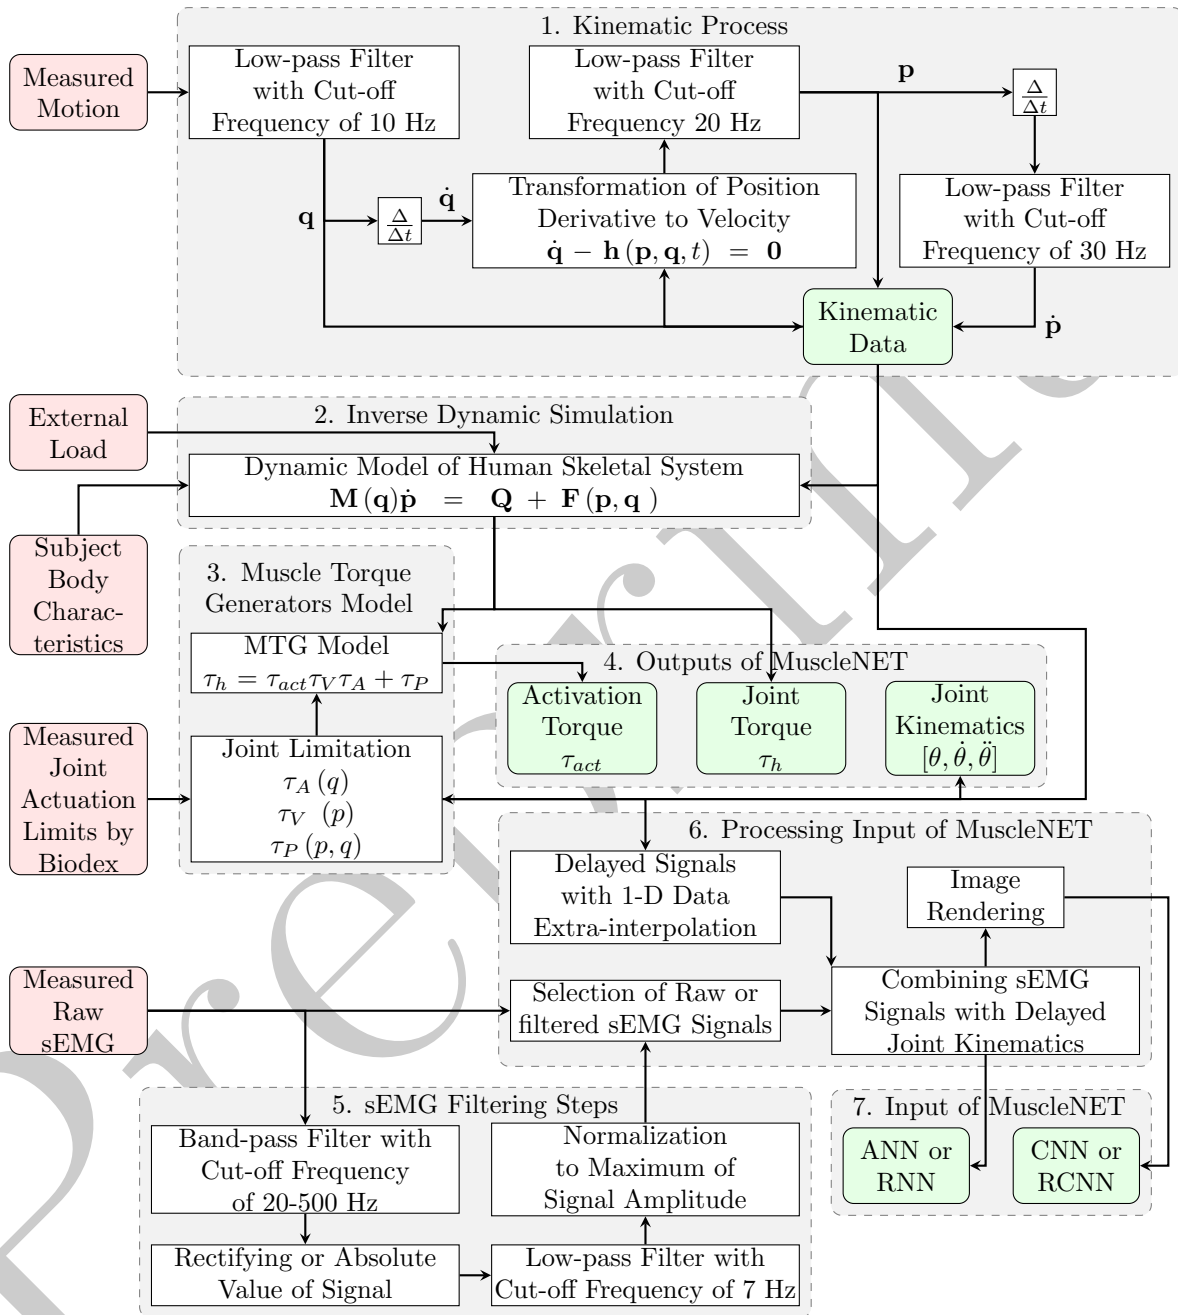 1. Kinematic Process
Measured
Motion
Low-pass Filter
with Cut-off
Frequency of 10 Hz
Low-pass Filter
with Cut-off
Frequency 20 Hz
p
Δ/Δt
q
Δ/Δt
q̇
Transformation of Position
Derivative to Velocity
q̇ − h (p, q, t) = 0
Low-pass Filter
with Cut-off
Frequency of 30 Hz
Kinematic
Data
ṗ
External
Load
2. Inverse Dynamic Simulation
Dynamic Model of Human Skeletal System
M (q)ṗ = Q + F (p, q )
Subject
Body
Charac-
teristics
3. Muscle Torque
Generators Model
MTG Model
τh = τactτVτA + τP
4. Outputs of MuscleNET
Activation
Torque
τact
Joint
Torque
τh
Joint
Kinematics
[θ, θ̇, θ̈]
Measured
Joint
Actuation
Limits by
Biodex
Joint Limitation
τA (q)
τV (p)
τP (p, q)
6. Processing Input of MuscleNET
Delayed Signals
with 1-D Data
Extra-interpolation
Image
Rendering
Measured
Raw
sEMG
Selection of Raw or
filtered sEMG Signals
Combining sEMG
Signals with Delayed
Joint Kinematics
5. sEMG Filtering Steps
Band-pass Filter with
Cut-off Frequency
of 20-500 Hz
Normalization
to Maximum of
Signal Amplitude
Rectifying or Absolute
Value of Signal
Low-pass Filter with
Cut-off Frequency of 7 Hz
7. Input of MuscleNET
ANN or
RNN
CNN or
RCNN